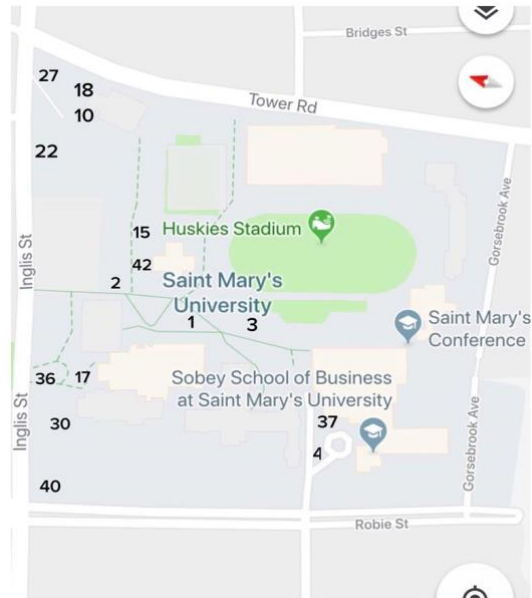 Bridges St
27
18
10
Tower Rd
22
15
Huskies Stadium
42
Inglis St
Gorsebrook Ave
2
Saint Mary's
University
1
3
Saint Mary's
Conference
36
17
Sobey School of Business
at Saint Mary's University
Inglis St
30
37
4
Gorsebrook Ave
40
Robie St